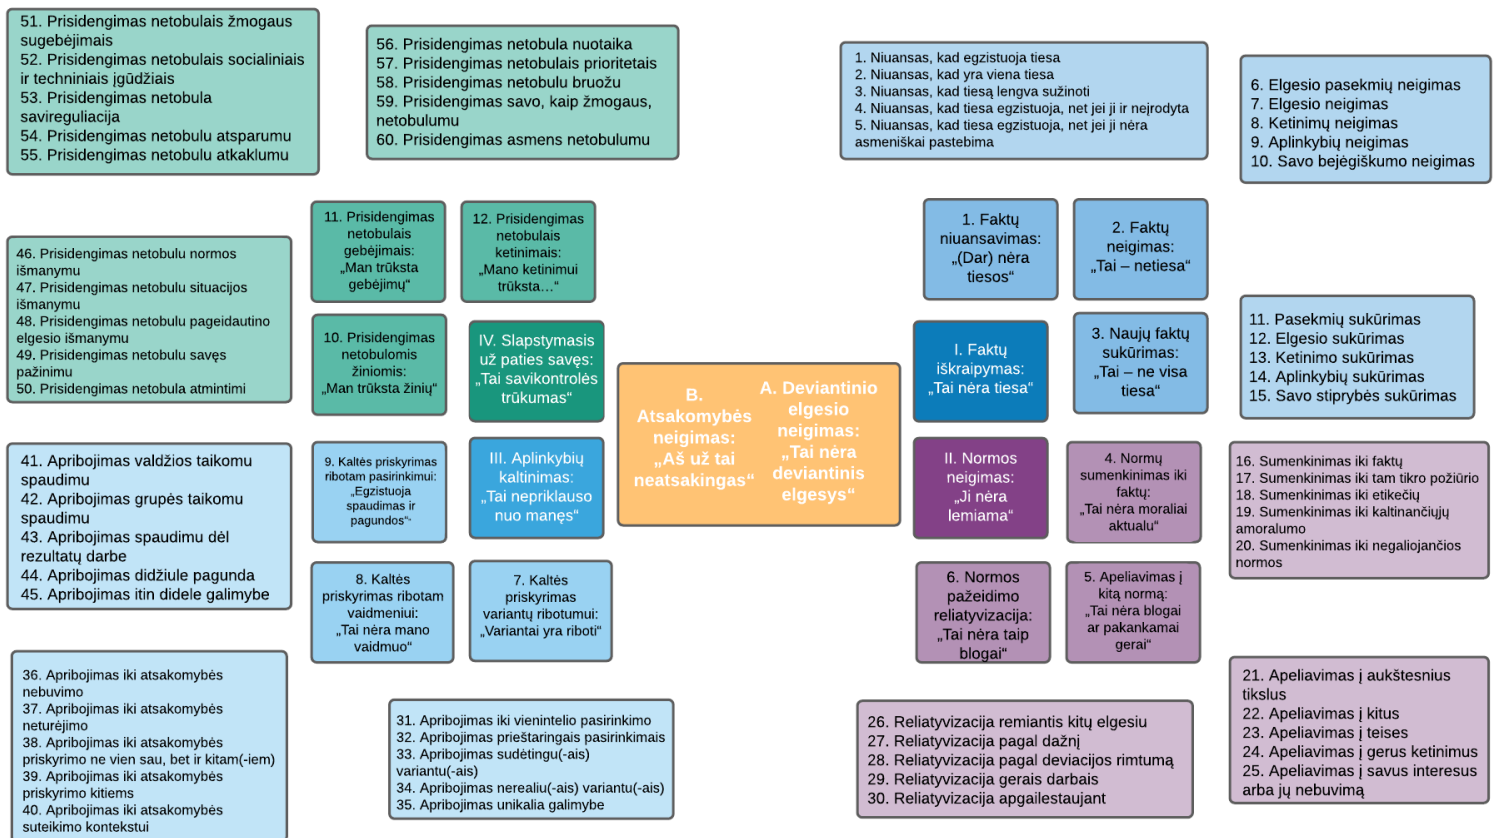 51. Prisidengimas netobulais žmogaus
sugebėjimais
52. Prisidengimas netobulais socialiniais
ir techniniais įgūdžiais
53. Prisidengimas netobula
savireguliacija
54. Prisidengimas netobulu atsparumu
55. Prisidengimas netobulu atkaklumu
56. Prisidengimas netobula nuotaika
57. Prisidengimas netobulais prioritetais
58. Prisidengimas netobulu bruožu
59. Prisidengimas savo, kaip žmogaus,
netobulumu
60. Prisidengimas asmens netobulumu
1. Niuansas, kad egzistuoja tiesa
2. Niuansas, kad yra viena tiesa
3. Niuansas, kad tiesą lengva sužinoti
4. Niuansas, kad tiesa egzistuoja, net jei ji ir neįrodyta
5. Niuansas, kad tiesa egzistuoja, net jei ji nėra
asmeniškai pastebima
6. Elgesio pasekmių neigimas
7. Elgesio neigimas
8. Ketinimų neigimas
9. Aplinkybių neigimas
10. Savo bejėgiškumo neigimas
11. Prisidengimas
netobulais
gebėjimais:
„Man trūksta
gebėjimų“
12. Prisidengimas
netobulais
ketinimais:
„Mano ketinimui
trūksta…“
1. Faktų
niuansavimas:
„(Dar) nėra
tiesos“
2. Faktų
neigimas:
„Tai – netiesa“
46. Prisidengimas netobulu normos
išmanymu
47. Prisidengimas netobulu situacijos
išmanymu
48. Prisidengimas netobulu pageidautino
elgesio išmanymu
49. Prisidengimas netobulu savęs
pažinimu
50. Prisidengimas netobula atmintimi
10. Prisidengimas
netobulomis
žiniomis:
„Man trūksta žinių“
IV. Slapstymasis
už paties savęs:
„Tai savikontrolės
trūkumas“
I. Faktų
iškraipymas:
„Tai nėra tiesa“
3. Naujų faktų
sukūrimas:
„Tai – ne visa
tiesa“
11. Pasekmių sukūrimas
12. Elgesio sukūrimas
13. Ketinimo sukūrimas
14. Aplinkybių sukūrimas
15. Savo stiprybės sukūrimas
B.
Atsakomybės
neigimas:
„Aš už tai
neatsakingas“
A. Deviantinio
elgesio
neigimas:
„Tai nėra
deviantinis
elgesys“
41. Apribojimas valdžios taikomu
spaudimu
42. Apribojimas grupės taikomu
spaudimu
43. Apribojimas spaudimu dėl
rezultatų darbe
44. Apribojimas didžiule pagunda
45. Apribojimas itin didele galimybe
9. Kaltės priskyrimas
ribotam pasirinkimui:
„Egzistuoja
spaudimas ir
pagundos“-
III. Aplinkybių
kaltinimas:
„Tai nepriklauso
nuo manęs“
II. Normos
neigimas:
„Ji nėra
lemiama“
4. Normų
sumenkinimas iki
faktų:
„Tai nėra moraliai
aktualu“
16. Sumenkinimas iki faktų
17. Sumenkinimas iki tam tikro požiūrio
18. Sumenkinimas iki etikečių
19. Sumenkinimas iki kaltinančiųjų
amoralumo
20. Sumenkinimas iki negaliojančios
normos
8. Kaltės
priskyrimas ribotam
vaidmeniui:
„Tai nėra mano
vaidmuo“
7. Kaltės
priskyrimas
variantų ribotumui:
„Variantai yra riboti“
6. Normos
pažeidimo
reliatyvizacija:
„Tai nėra taip
blogai“
5. Apeliavimas į
kitą normą:
„Tai nėra blogai
ar pakankamai
gerai“
36. Apribojimas iki atsakomybės
nebuvimo
37. Apribojimas iki atsakomybės
neturėjimo
38. Apribojimas iki atsakomybės
priskyrimo ne vien sau, bet ir kitam(-iem)
39. Apribojimas iki atsakomybės
priskyrimo kitiems
40. Apribojimas iki atsakomybės
suteikimo kontekstui
31. Apribojimas iki vienintelio pasirinkimo
32. Apribojimas prieštaringais pasirinkimais
33. Apribojimas sudėtingu(-ais)
variantu(-ais)
34. Apribojimas nerealiu(-ais) variantu(-ais)
35. Apribojimas unikalia galimybe
26. Reliatyvizacija remiantis kitų elgesiu
27. Reliatyvizacija pagal dažnį
28. Reliatyvizacija pagal deviacijos rimtumą
29. Reliatyvizacija gerais darbais
30. Reliatyvizacija apgailestaujant
21. Apeliavimas į aukštesnius
tikslus
22. Apeliavimas į kitus
23. Apeliavimas į teises
24. Apeliavimas į gerus ketinimus
25. Apeliavimas į savus interesus
arba jų nebuvimą